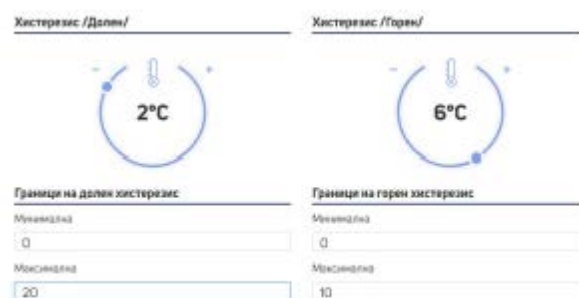 Хистерезис /Долен/
2°C
Граници на долен хистерезис
Минимална
0
Максимална
20
Хистерезис /Горен/
6°C
Граници на горен хистерезис
Минимална
0
Максимална
10